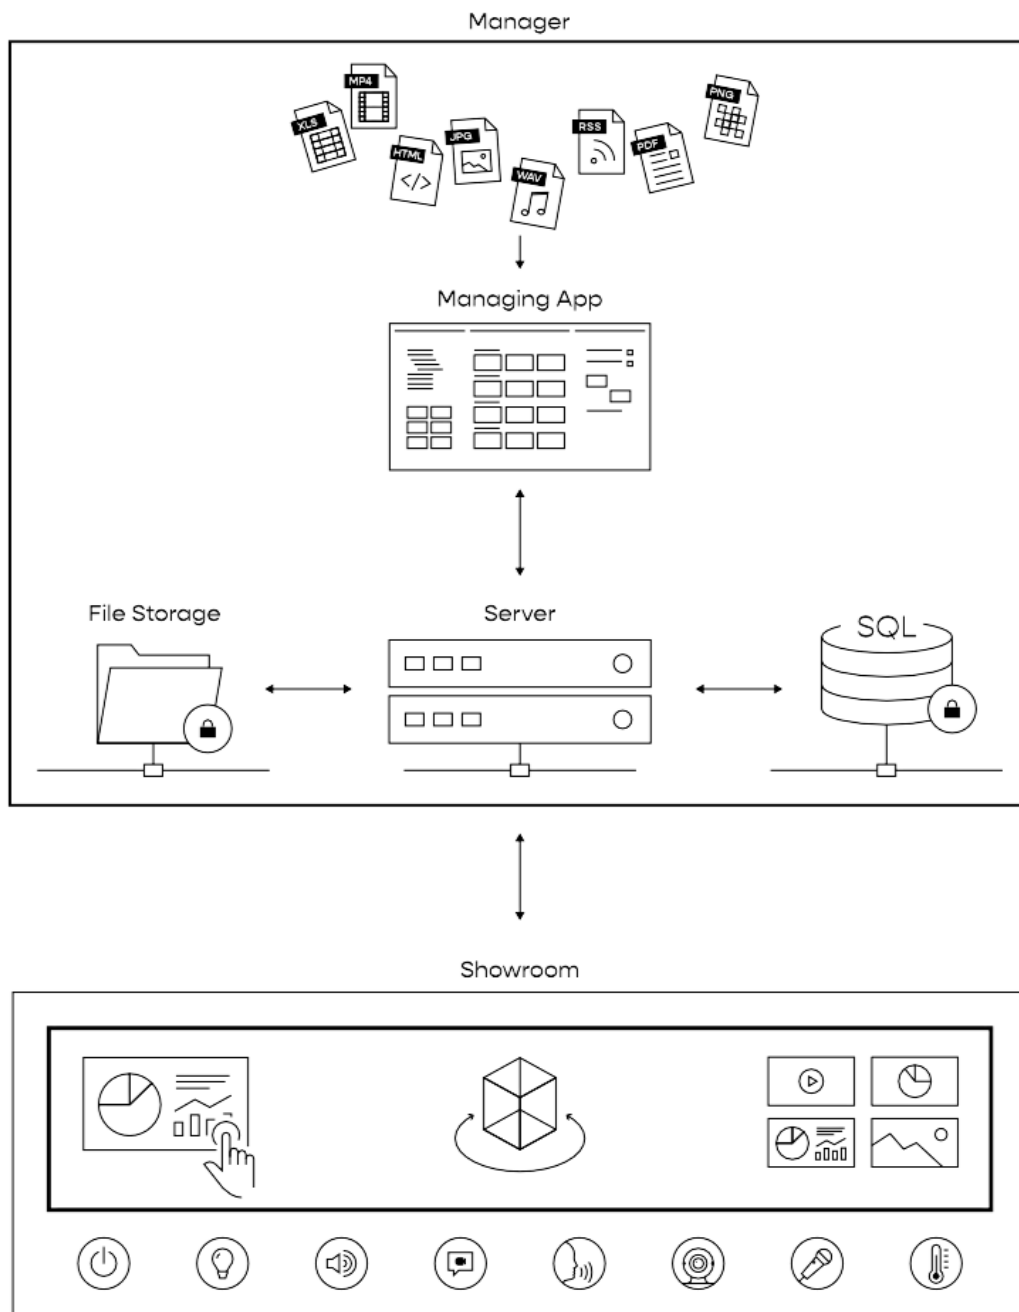 Manager
MP4
PNG
XLS
JPG
RSS
HTML
PDF
WAV
Managing App
File Storage
Server
SQL
Showroom